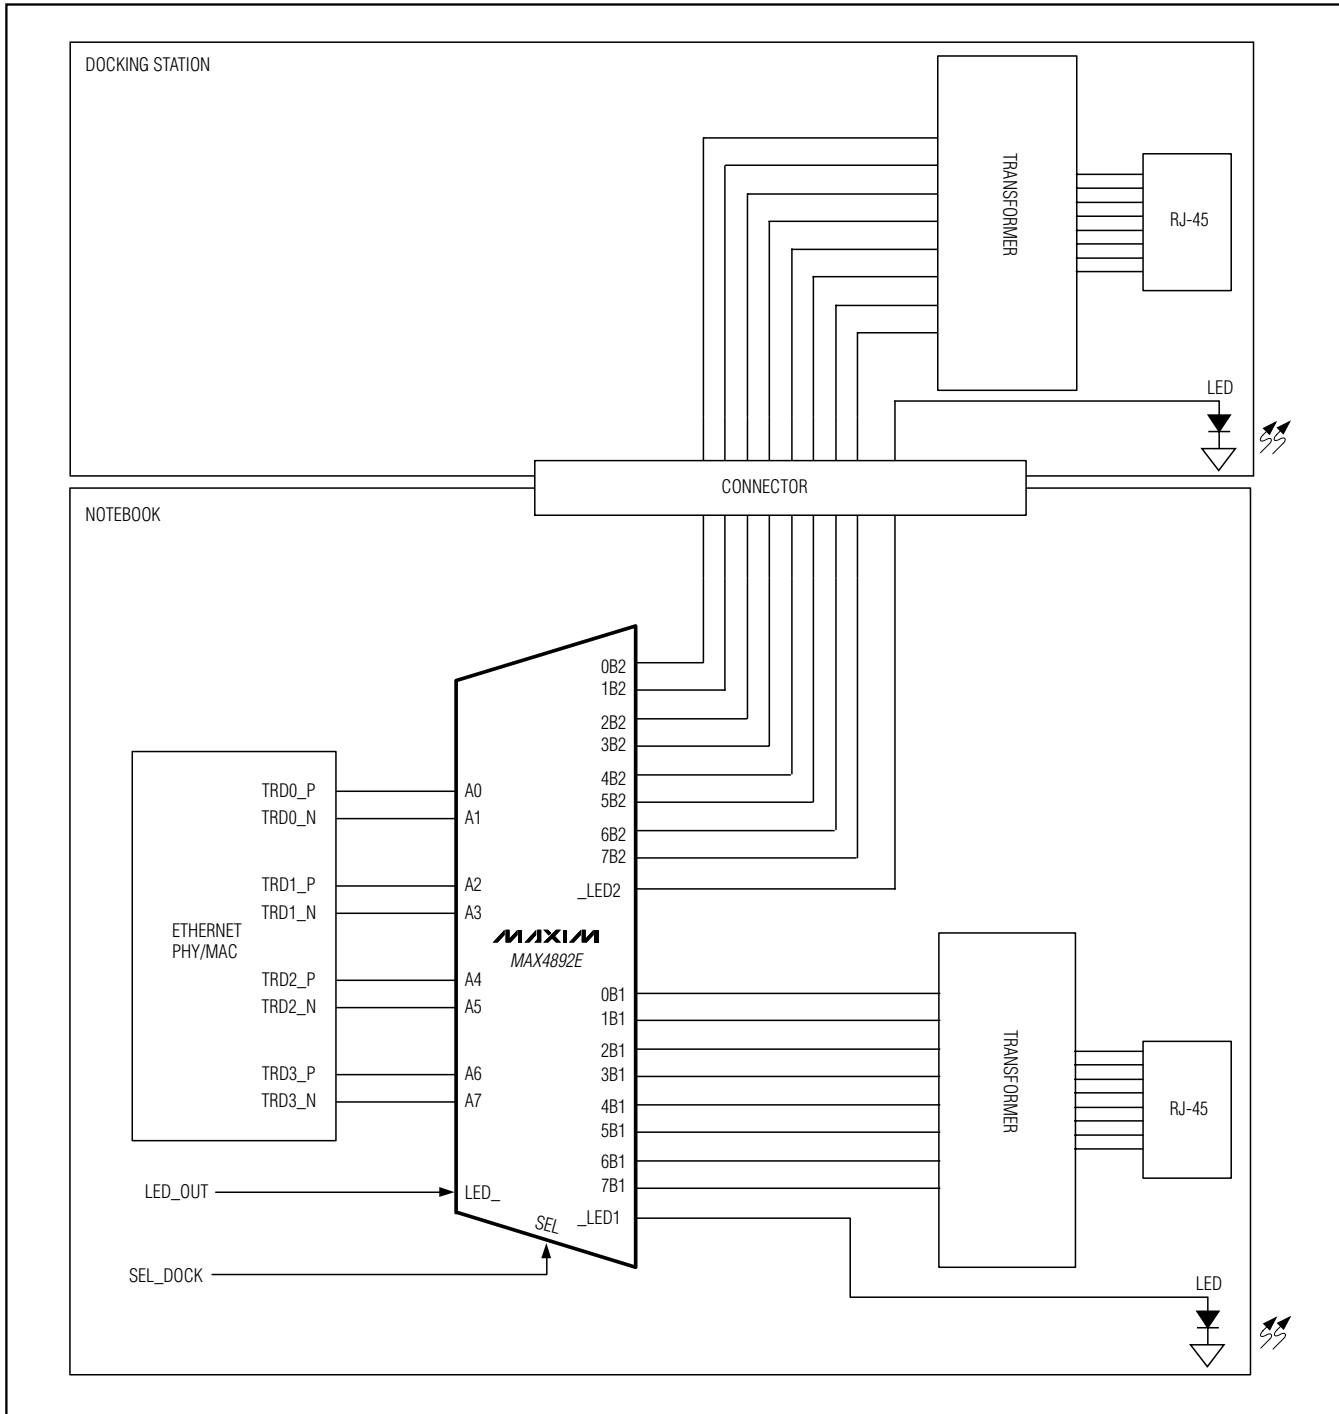 DOCKING STATION
TRANSFORMER
RJ-45
LED
CONNECTOR
NOTEBOOK
0B2
1B2
2B2
3B2
4B2
5B2
6B2
7B2
_LED2
ETHERNET
PHY/MAC
TRD0_P
TRD0_N
TRD1_P
TRD1_N
TRD2_P
TRD2_N
TRD3_P
TRD3_N
A0
A1
A2
A3
A4
A5
A6
A7
MAXIM
MAX4892E
0B1
1B1
2B1
3B1
4B1
5B1
6B1
7B1
_LED1
TRANSFORMER
RJ-45
LED_OUT
LED_
SEL
SEL_DOCK
LED